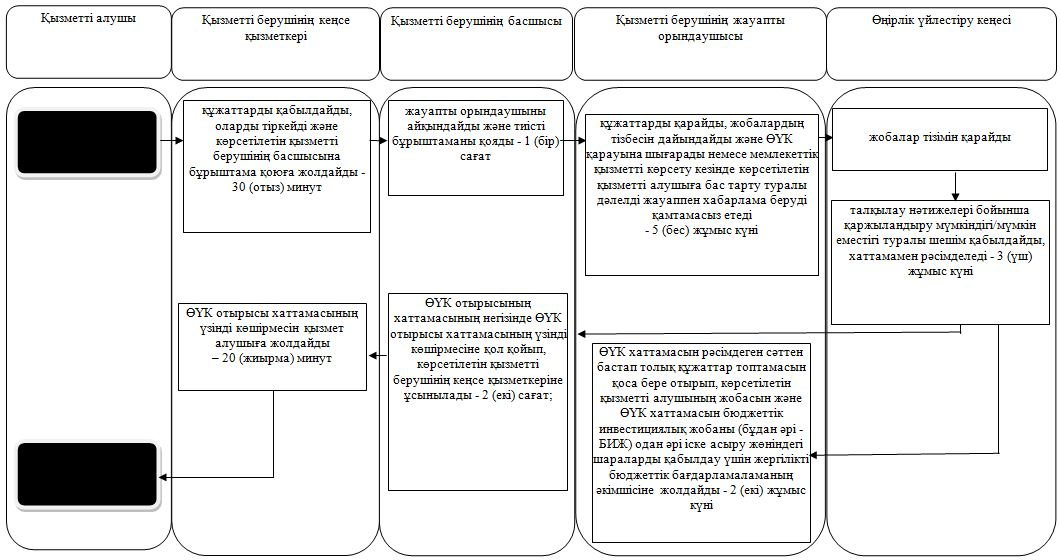 Қызметті алушы
Қызметті берушінің кеңсе
қызметкері
Қызметті берушінің басшысы
Қызметті берушінің жауапты
орындаушысы
Өңірлік үйлестіру кеңесі
құжаттарды қабылдайды,
оларды тіркейді және
көрсетілетін қызметті
берушінің басшысына
бұрыштама қоюға жолдайды -
30 (отыз) минут
жауапты орындаушыны
айқындайды және тиісті
бұрыштаманы қояды - 1 (бір)
сағат
құжаттарды қарайды, жобалардың
тізбесін дайындайды және ӨҮК
қарауына шығарады немесе мемлекеттік
қызметті көрсету кезінде көрсетілетін
қызметті алушыға бас тарту туралы
дәлелді жауаппен хабарлама беруді
қамтамасыз етеді
- 5 (бес) жұмыс күні
жобалар тізімін қарайды
талқылау нәтижелері бойынша
қаржыландыру мүмкіндігі/мүмкін
еместігі туралы шешім қабылдайды,
хаттамамен рәсімделеді - 3 (үш)
жұмыс күні
ӨҮК отырысы хаттамасының
үзінді көшірмесін қызмет
алушыға жолдайды
– 20 (жиырма) минут
ӨҮК отырысының
хаттамасының негізінде ӨҮК
отырысы хаттамасының үзінді
көшірмесіне қол қойып,
көрсетілетін қызметті
берушінің кеңсе қызметкеріне
ұсынылады - 2 (екі) сағат;
ӨҮК хаттамасын рәсімдеген сәттен
бастап толық құжаттар топтамасын
қоса бере отырып, көрсетілетін
қызметті алушының жобасын және
ӨҮК хаттамасын бюджеттік
инвестициялық жобаны (бұдан әрі -
БИЖ) одан әрі іске асыру жөніндегі
шараларды қабылдау үшін жергілікті
бюджеттік бағдарламаламаның
әкімшісіне жолдайды - 2 (екі) жұмыс
күні